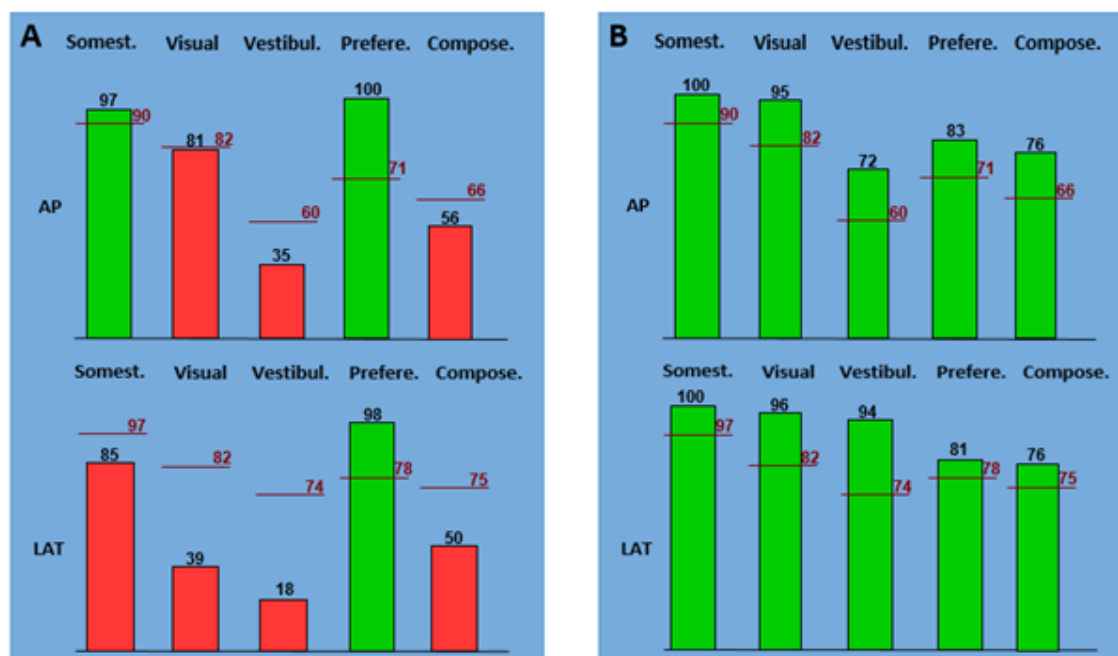 A
Somest. Visual Vestibul. Prefere. Compose.
97 90 81 82 35 60 100 71 56 66
AP
Somest. Visual Vestibul. Prefere. Compose.
85 97 39 82 18 74 98 78 50 75
LAT
B
Somest. Visual Vestibul. Prefere. Compose.
100 90 95 82 72 60 83 71 76 66
AP
Somest. Visual Vestibul. Prefere. Compose.
100 97 96 82 94 74 81 78 76 75
LAT